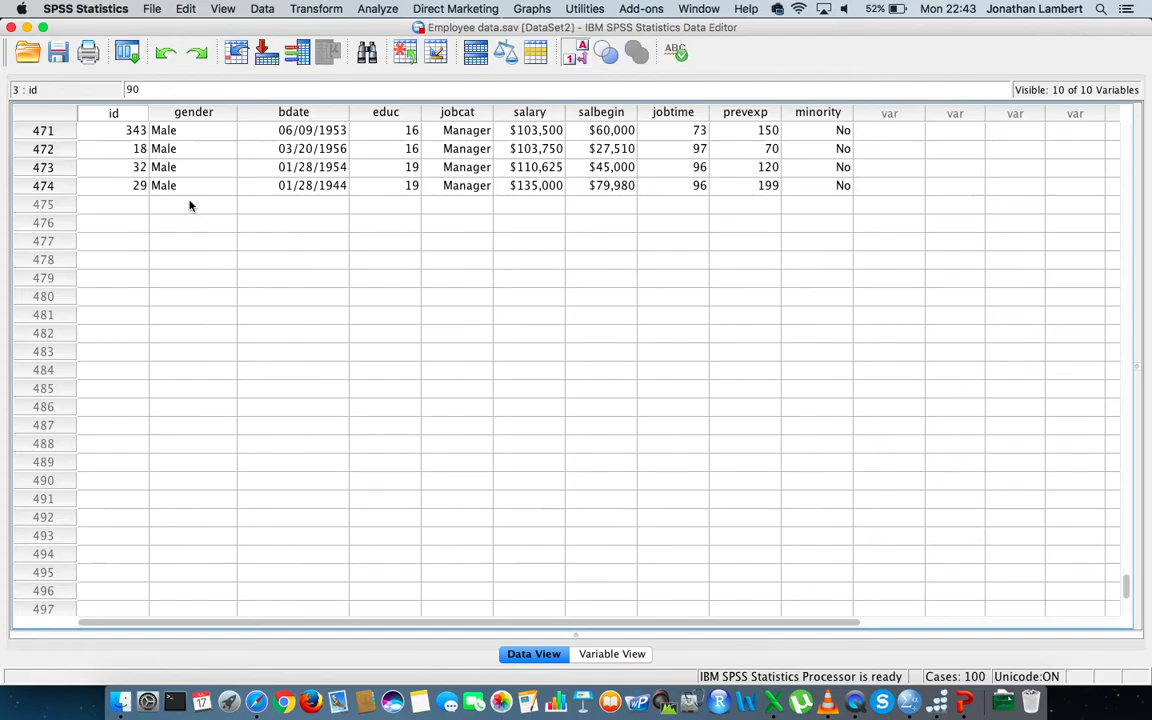 SPSS Statistics File Edit View Data Transform Analyze Direct Marketing Graphs Utilities Add-ons Window Help 52% Mon 22:43 Jonathan Lambert
Employee data.sav [DataSet2] - IBM SPSS Statistics Data Editor
3 : id 90 Visible: 10 of 10 Variables
id gender bdate educ jobcat salary salbegin jobtime prevexp minority var var var var
471 343 Male 06/09/1953 16 Manager $103,500 $60,000 73 150 No
472 18 Male 03/20/1956 16 Manager $103,750 $27,510 97 70 No
473 32 Male 01/28/1954 19 Manager $110,625 $45,000 96 120 No
474 29 Male 01/28/1944 19 Manager $135,000 $79,980 96 199 No
475
476
477
478
479
480
481
482
483
484
485
486
487
488
489
490
491
492
493
494
495
496
497
Data View Variable View
IBM SPSS Statistics Processor is ready Cases: 100 Unicode:ON